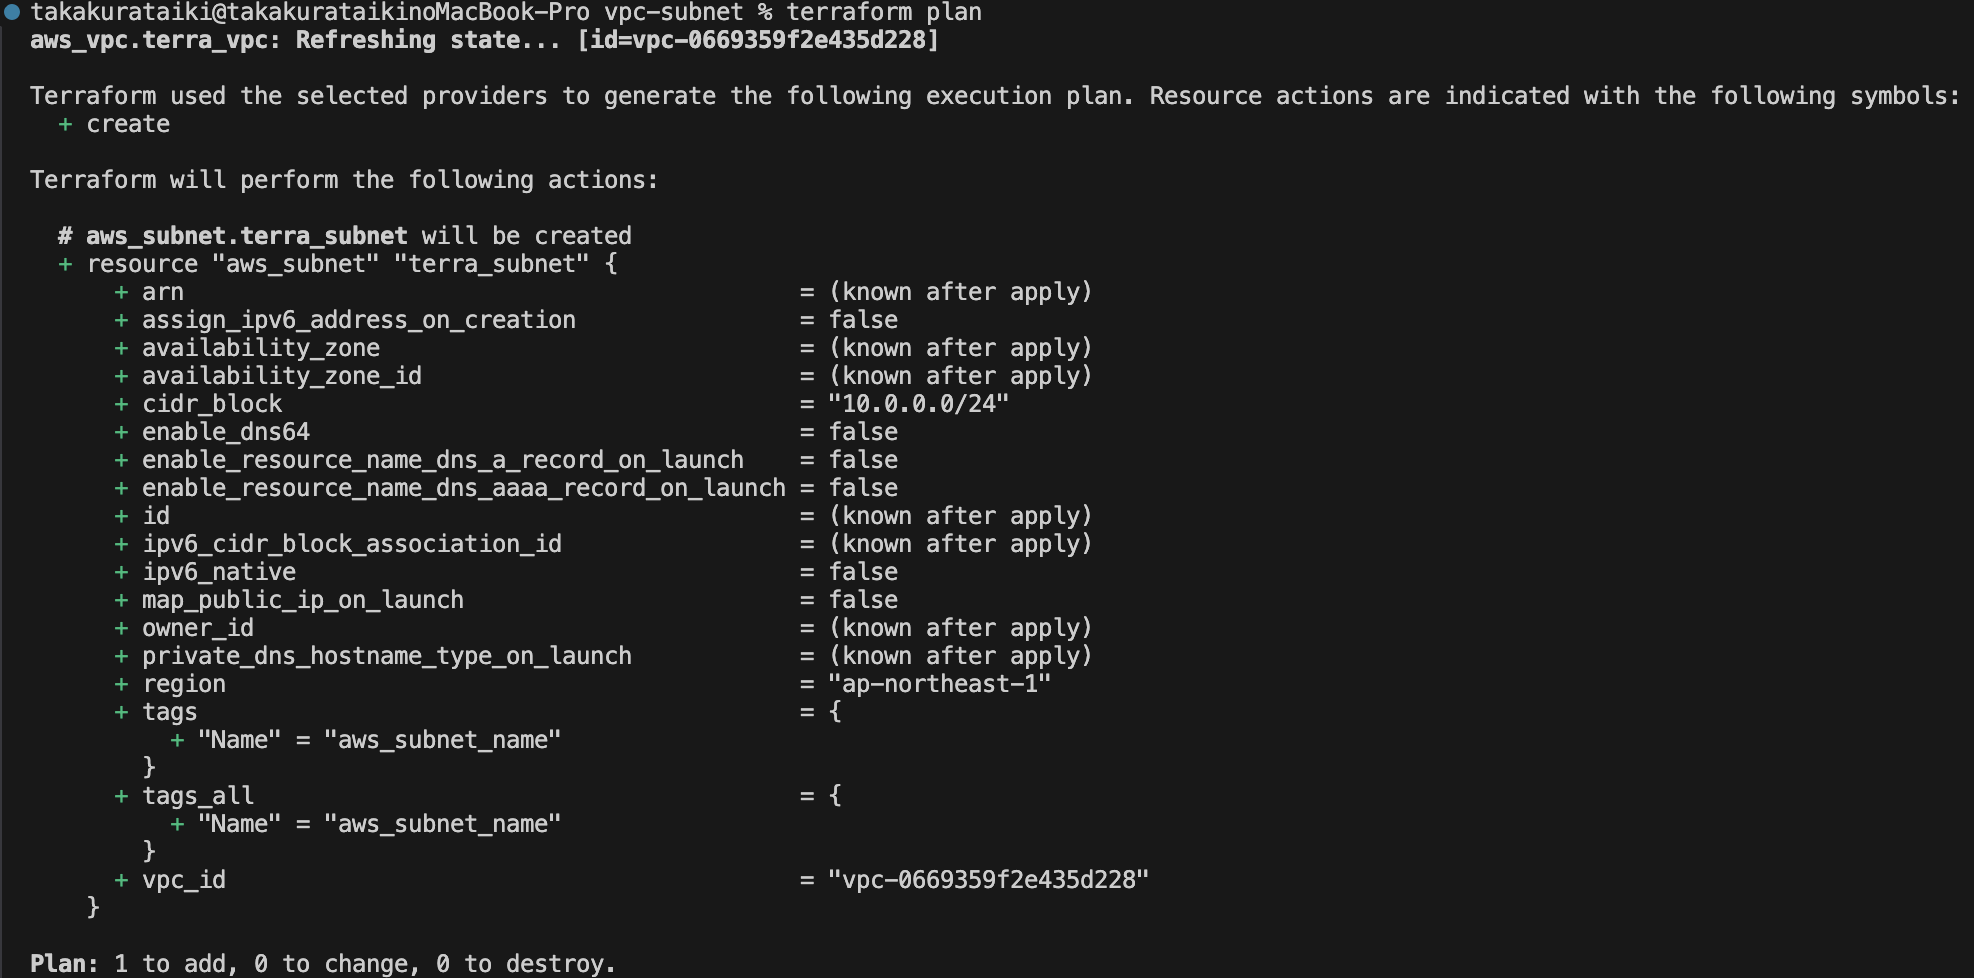 takakurataiki@takakurataikinoMacBook-Pro vpc-subnet % terraform plan
aws_vpc.terra_vpc: Refreshing state... [id=vpc-0669359f2e435d228]

Terraform used the selected providers to generate the following execution plan. Resource actions are indicated with the following symbols:
  + create

Terraform will perform the following actions:

  # aws_subnet.terra_subnet will be created
  + resource "aws_subnet" "terra_subnet" {
      + arn                                            = (known after apply)
      + assign_ipv6_address_on_creation                = false
      + availability_zone                              = (known after apply)
      + availability_zone_id                           = (known after apply)
      + cidr_block                                     = "10.0.0.0/24"
      + enable_dns64                                   = false
      + enable_resource_name_dns_a_record_on_launch    = false
      + enable_resource_name_dns_aaaa_record_on_launch = false
      + id                                             = (known after apply)
      + ipv6_cidr_block_association_id                 = (known after apply)
      + ipv6_native                                    = false
      + map_public_ip_on_launch                        = false
      + owner_id                                       = (known after apply)
      + private_dns_hostname_type_on_launch            = (known after apply)
      + region                                         = "ap-northeast-1"
      + tags                                           = {
          + "Name" = "aws_subnet_name"
        }
      + tags_all                                       = {
          + "Name" = "aws_subnet_name"
        }
      + vpc_id                                         = "vpc-0669359f2e435d228"
    }

Plan: 1 to add, 0 to change, 0 to destroy.